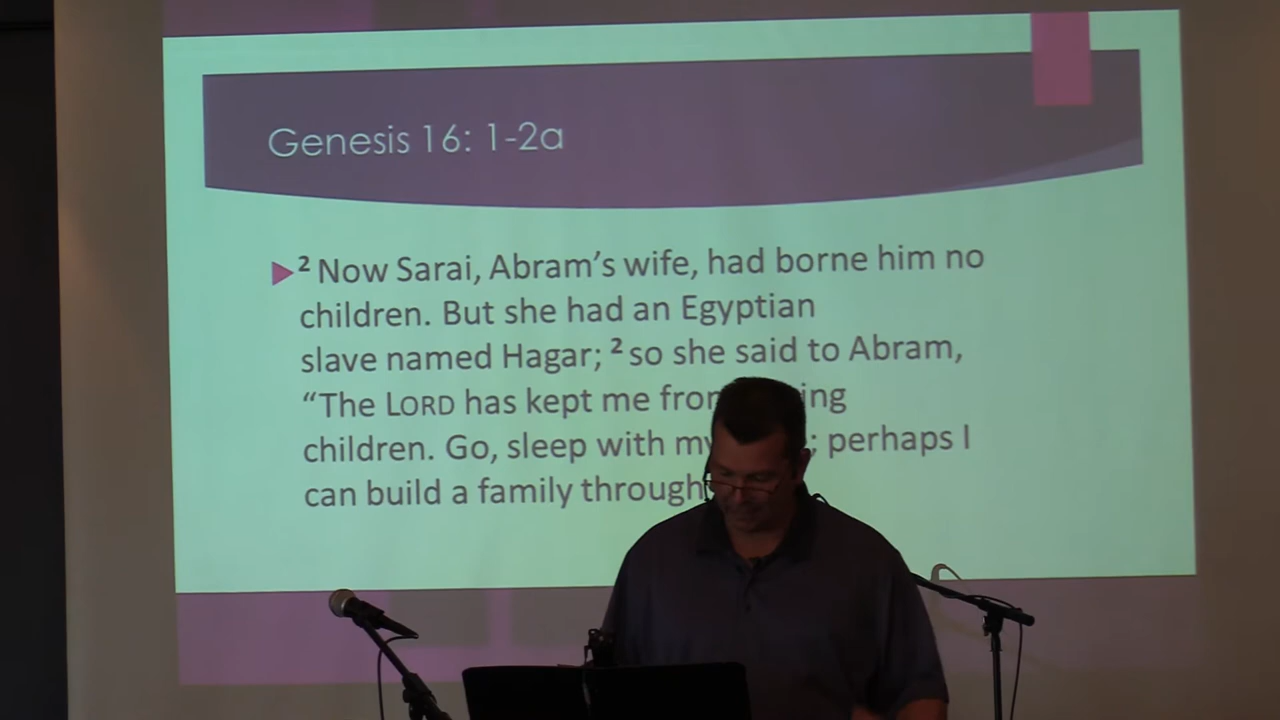 Genesis 16: 1-2a
² Now Sarai, Abram’s wife, had borne him no
children. But she had an Egyptian
slave named Hagar; ² so she said to Abram,
“The LORD has kept me from
children. Go, sleep with my ; perhaps I
can build a family through